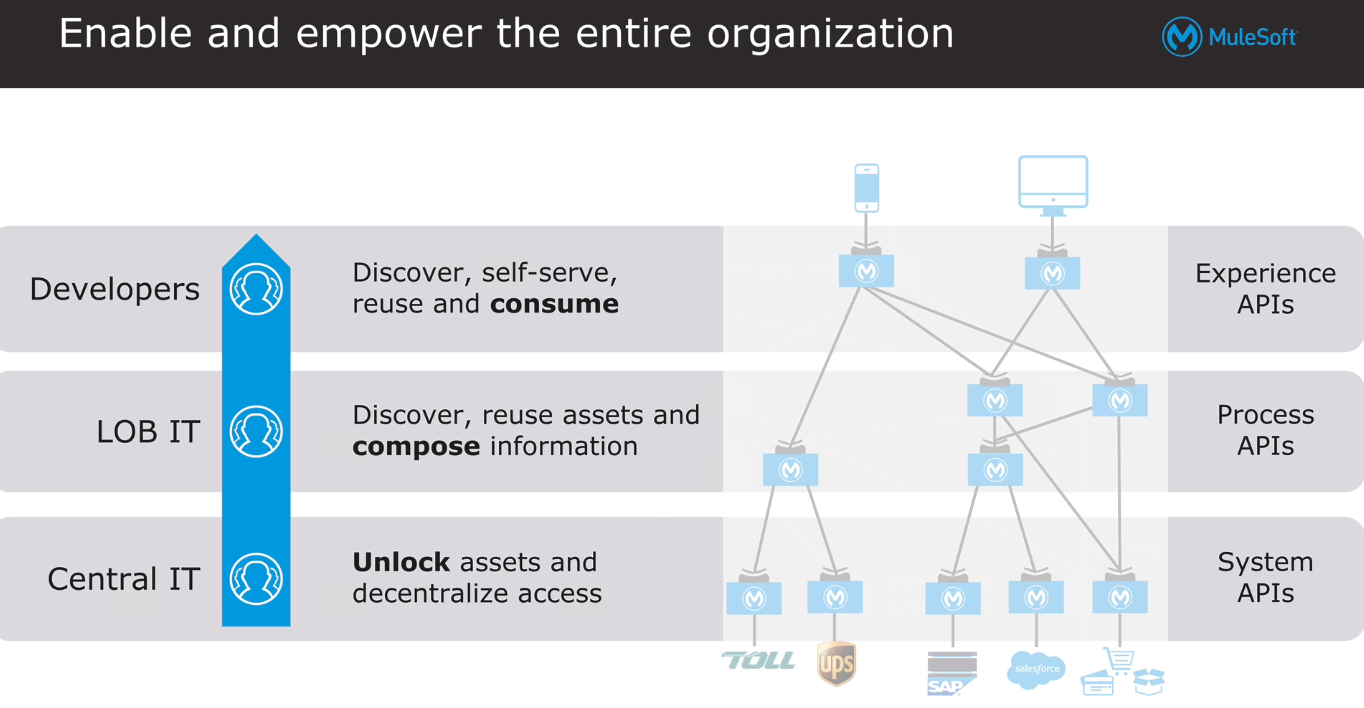 Enable and empower the entire organization
MuleSoft
Developers
Discover, self-serve,
reuse and consume
Experience
APIs
LOB IT
Discover, reuse assets and
compose information
Process
APIs
Central IT
Unlock assets and
decentralize access
System
APIs
TOLL
ups
SAP
salesforce